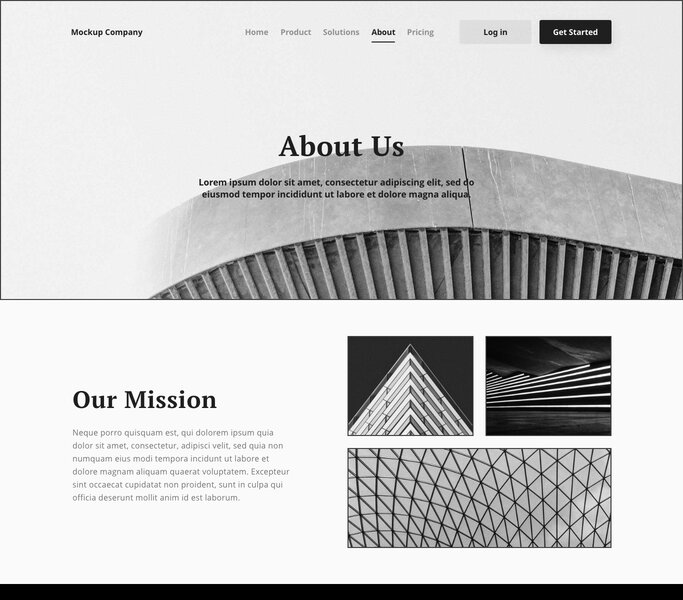 Mockup Company
Home Product Solutions About Pricing Log in Get Started
About Us
Lorem ipsum dolor sit amet, consectetur adipiscing elit, sed do
eiusmod tempor incididunt ut labore et dolore magna aliqua.
Our Mission
Neque porro quisquam est, qui dolorem ipsum quia
dolor sit amet, consectetur, adipisci velit, sed quia non
numquam eius modi tempora incidunt ut labore et
dolore magnam aliquam quaerat voluptatem. Excepteur
sint occaecat cupidatat non proident, sunt in culpa qui
officia deserunt mollit anim id est laborum.